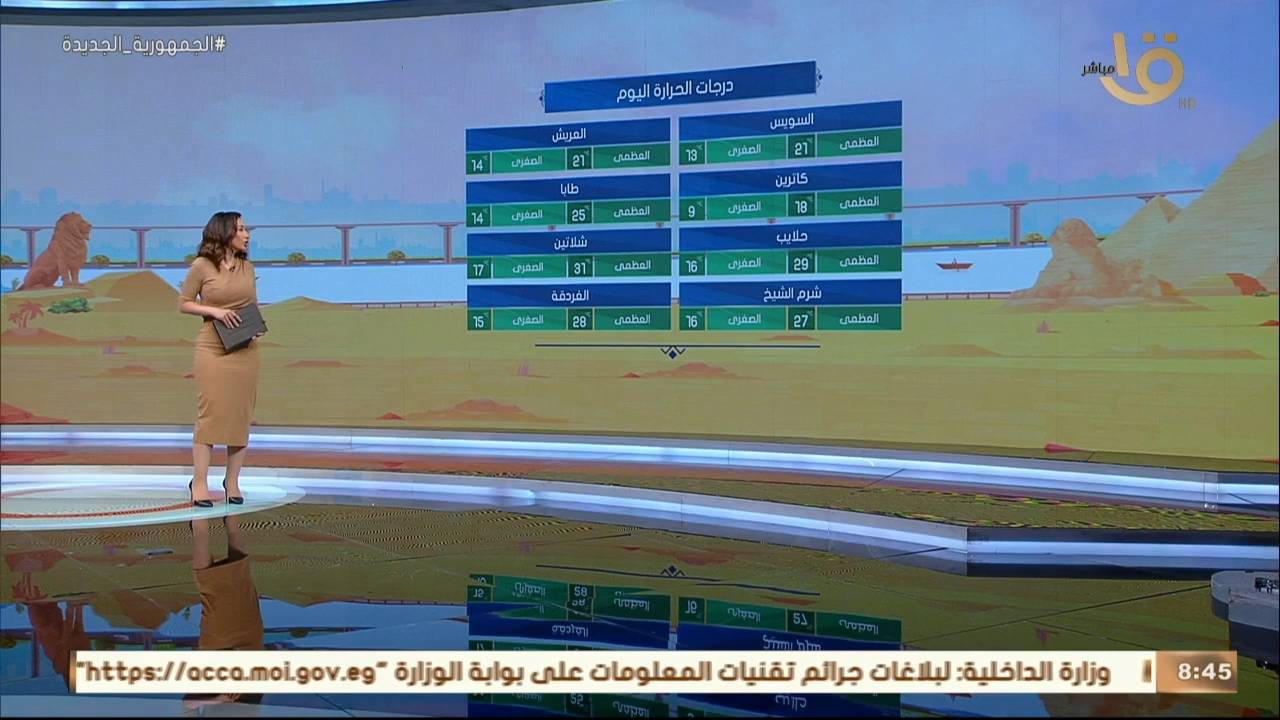 #الجمهورية_الجديدة
مباشر
HD
درجات الحرارة اليوم
السويس
العظمى 21°c الصغرى 13°c
العريش
العظمى 21°c الصغرى 14°c
كاترين
العظمى 18°c الصغرى 9°c
طابا
العظمى 25°c الصغرى 14°c
حلايب
العظمى 29°c الصغرى 16°c
شلاتين
العظمى 31°c الصغرى 17°c
شرم الشيخ
العظمى 27°c الصغرى 16°c
الغردقة
العظمى 28°c الصغرى 15°c
8:45
وزارة الداخلية: لبلاغات جرائم تقنيات المعلومات على بوابة الوزارة "https://acca.moi.gov.eg"